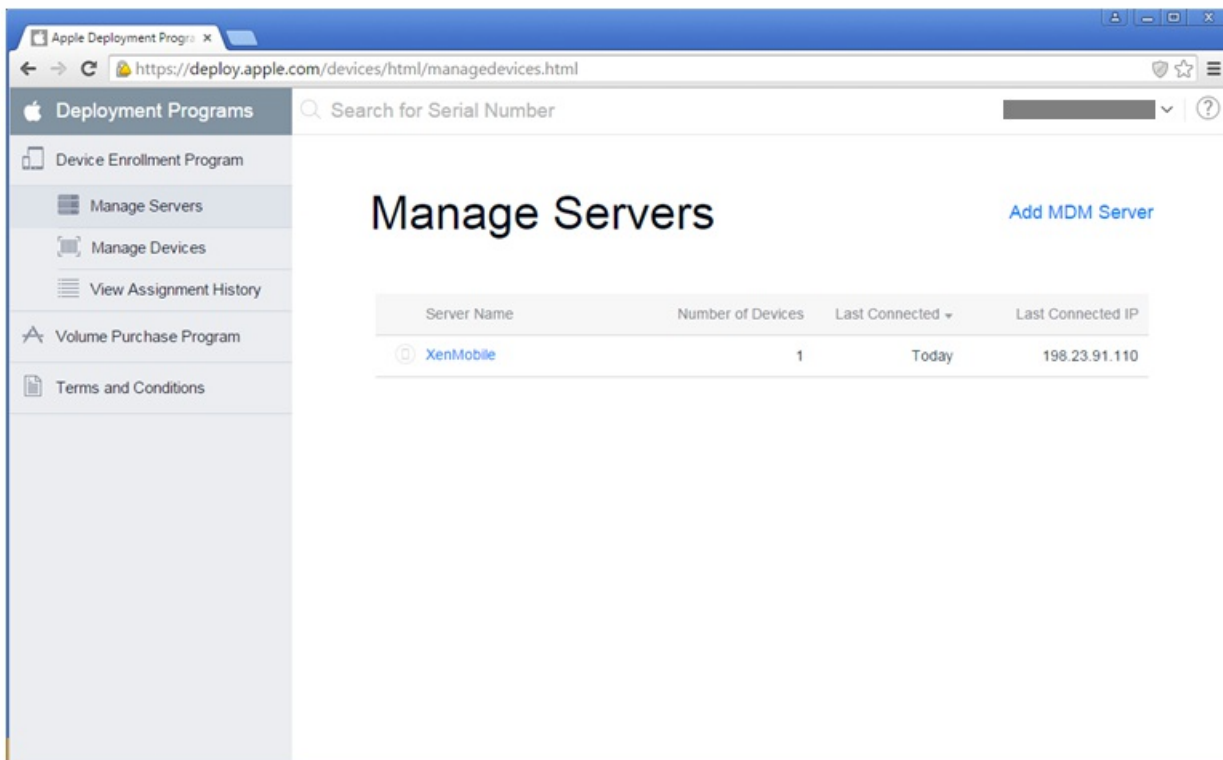 Apple Deployment Progra
https://deploy.apple.com/devices/html/managedevices.html
Deployment Programs
Search for Serial Number
Device Enrollment Program
Manage Servers
Manage Devices
View Assignment History
Volume Purchase Program
Terms and Conditions
Manage Servers
Add MDM Server
Server Name Number of Devices Last Connected Last Connected IP
XenMobile 1 Today 198.23.91.110